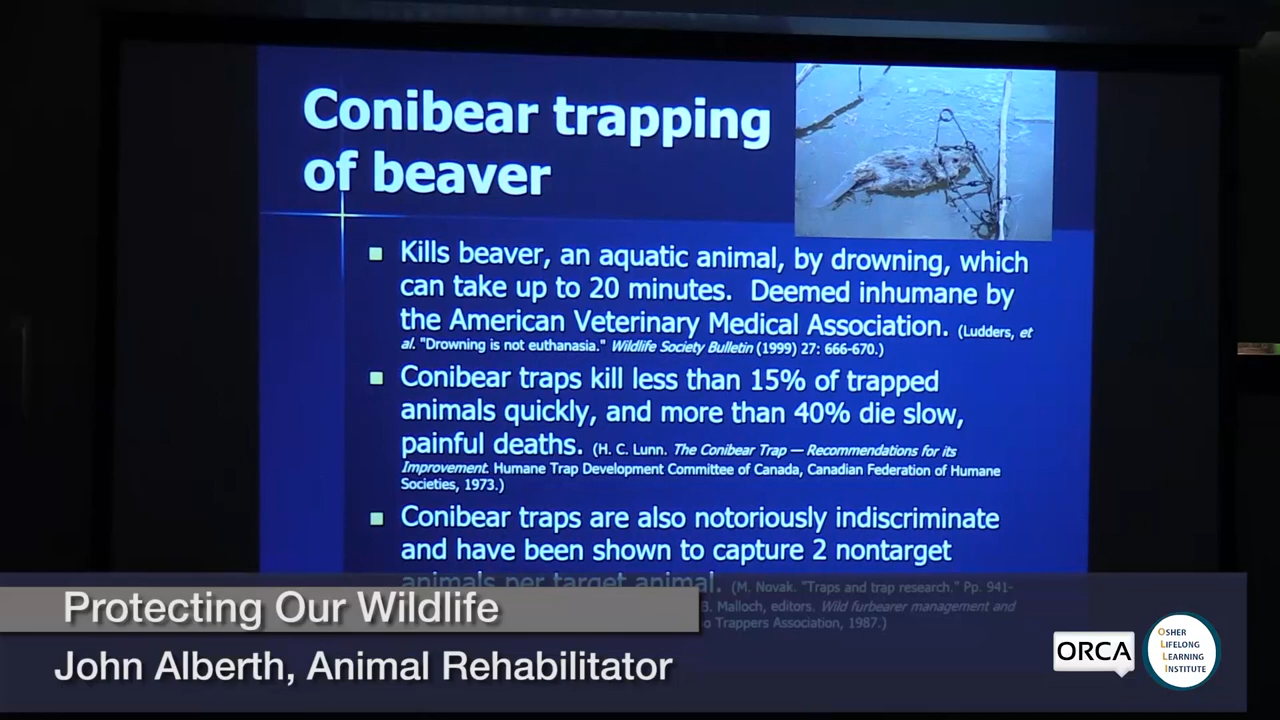 Conibear trapping
of beaver
Kills beaver, an aquatic animal, by drowning, which
can take up to 20 minutes. Deemed inhumane by
the American Veterinary Medical Association. (Ludders, et
al. "Drowning is not euthanasia." Wildlife Society Bulletin (1999) 27: 666-670.)
Conibear traps kill less than 15% of trapped
animals quickly, and more than 40% die slow,
painful deaths. (H. C. Lunn. The Conibear Trap — Recommendations for its
Improvement. Humane Trap Development Committee of Canada, Canadian Federation of Humane
Societies, 1973.)
Conibear traps are also notoriously indiscriminate
and have been shown to capture 2 nontarget
animals per target animal. (M. Novak. "Traps and trap research." Pp. 941-
B. Malloch, editors. Wild furbearer management and
o Trappers Association, 1987.)
Protecting Our Wildlife
John Alberth, Animal Rehabilitator
ORCA
OSHER
LIFELONG
LEARNING
INSTITUTE